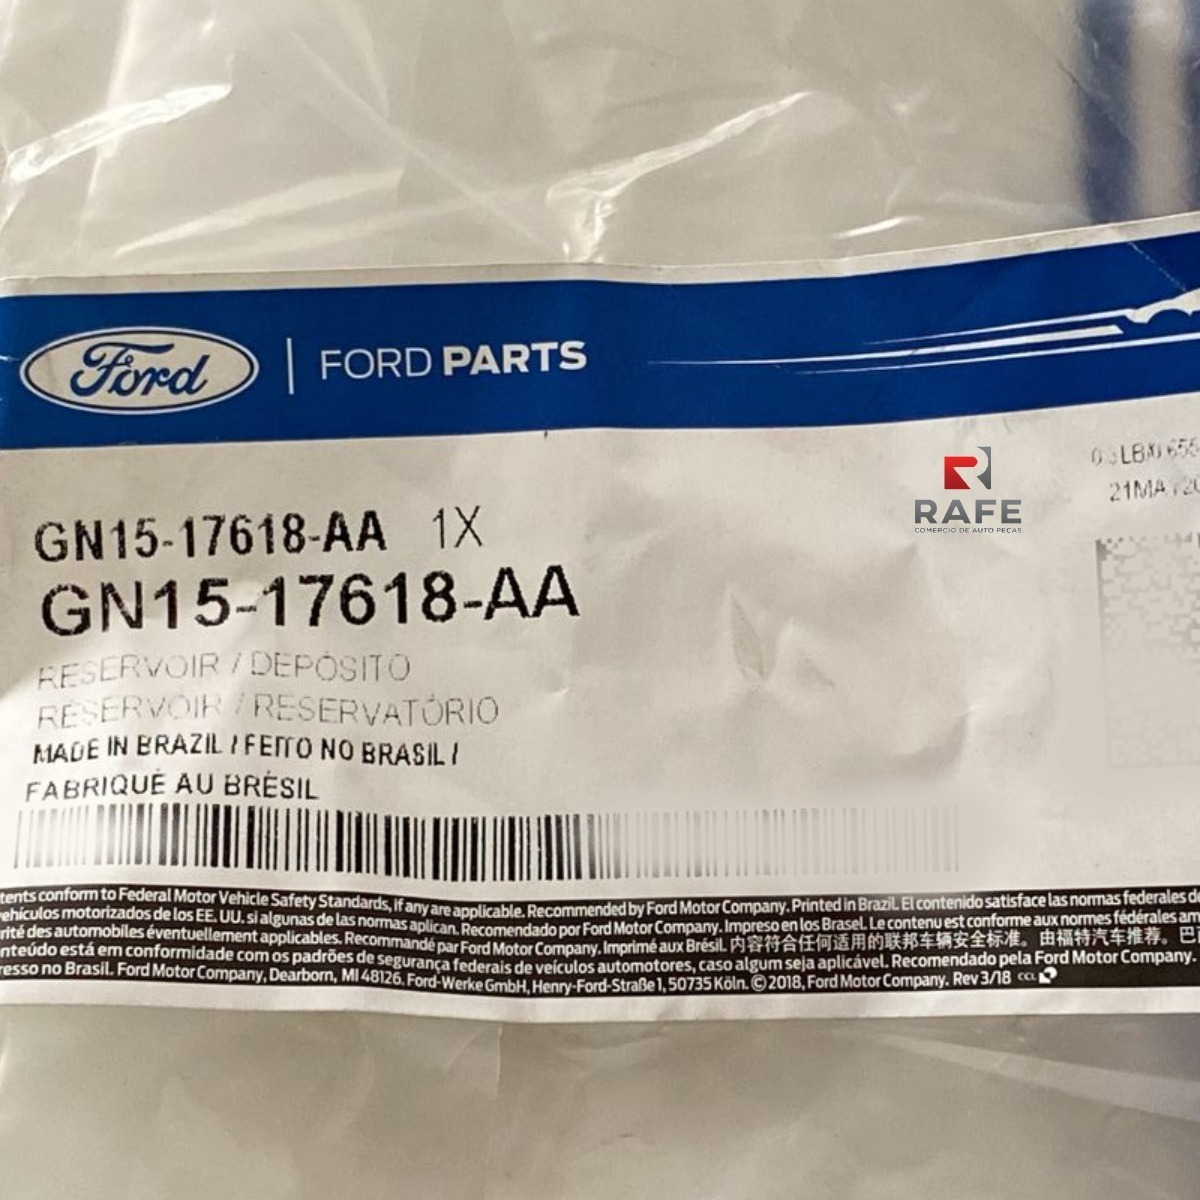 Ford | FORD PARTS
21MA
RAFE
COMERCIO DE AUTO PEÇAS
GN15-17618-AA 1X
GN15-17618-AA
RESERVOIR / DEPÓSITO
RÉSERVOIR / RESERVATÓRIO
MADE IN BRAZIL / FEITO NO BRASIL /
FABRIQUÉ AU BRÉSIL
tents conform to Federal Motor Vehicle Safety Standards, if any are applicable. Recommended by Ford Motor Company. Printed in Brazil. El contenido satisface las normas federales d
ehículos motorizados de los EE. UU. si algunas de las normas aplican. Recomendado por Ford Motor Company. Impreso en los Brasel. Le contenu est conforme aux normes fédérales am
rité des automobiles éventuellement applicables. Recommandé par Ford Motor Company. Imprimé aux Brésil. 内容符合任何适用的联邦车辆安全标准。 由福特汽车推荐。巴
nteúdo está em conformidade com os padrões de segurança federais de veículos automotores, caso algum seja aplicável. Recomendado pela Ford Motor Company.
resso no Brasil. Ford Motor Company, Dearborn, MI 48126. Ford-Werke GmbH, Henry-Ford-Straße 1, 50735 Köln. ©2018, Ford Motor Company. Rev 3/18 CCL